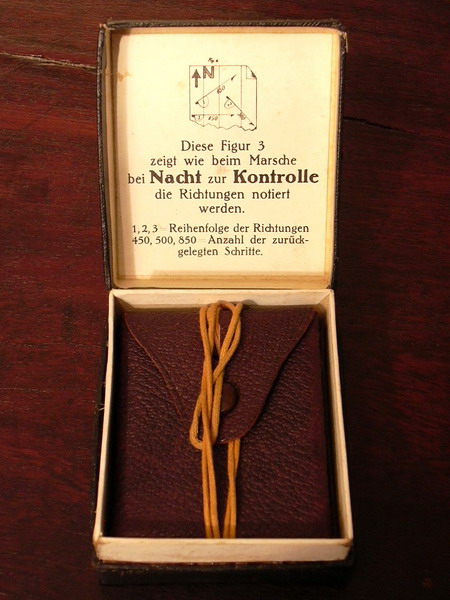 N
Diese Figur 3
zeigt wie beim Marsche
bei Nacht zur Kontrolle
die Richtungen notiert
werden.
1, 2, 3 = Reihenfolge der Richtungen
450, 500, 850 = Anzahl der zurück-
gelegten Schritte.